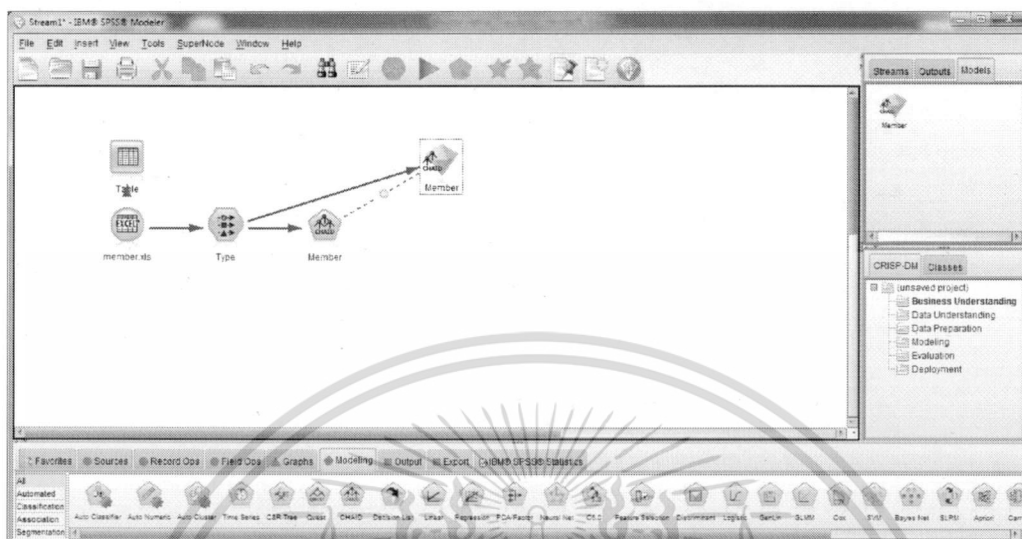 Stream1* - IBM® SPSS® Modeler
File Edit Insert View Tools SuperNode Window Help
Streams Outputs Models
Member
Table
CHAID
Member
EXCEL
CHAID
member.xls Type Member
CRISP-DM Classes
(unsaved project)
Business Understanding
Data Understanding
Data Preparation
Modeling
Evaluation
Deployment
Favorites Sources Record Ops Field Ops Graphs Modeling Output Export IBM® SPSS® Statistics
All
Automated
Classification
Association
Segmentation
Auto Classifier Auto Numeric Auto Cluster Time Series C&R Tree Quest CHAID Decision List Linear Regression PCA/Factor Neural Net C5.0 Feature Selection Discriminant Logistic GenLin GLMM Cox SVM Bayes Net SLRM Apriori